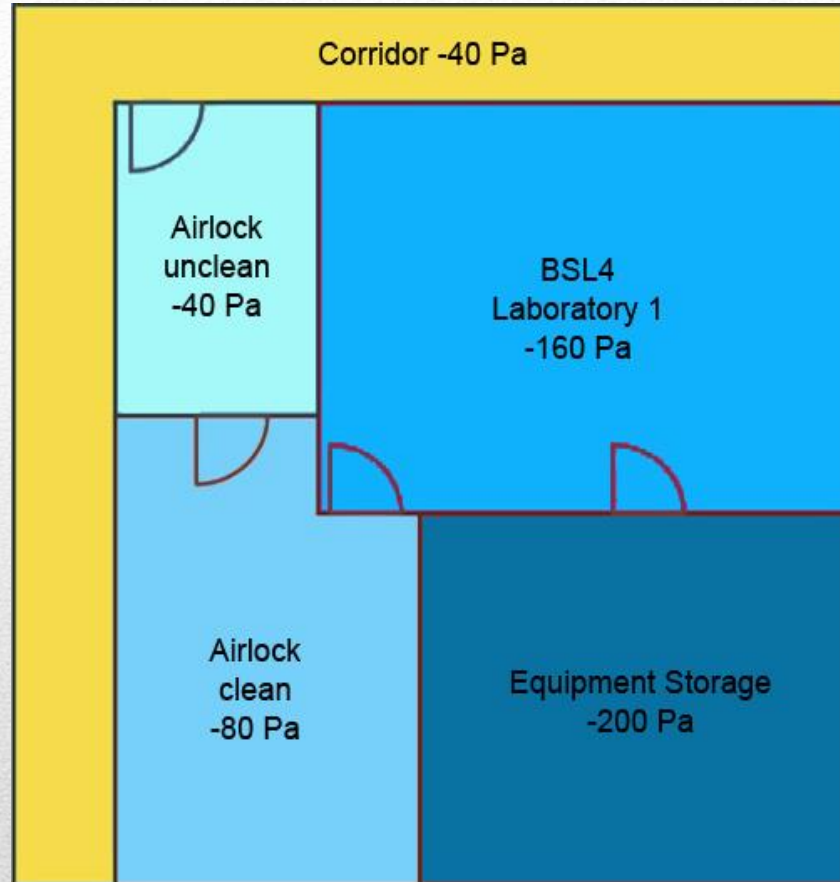 Corridor -40 Pa
Airlock
unclean
-40 Pa
BSL4
Laboratory 1
-160 Pa
Airlock
clean
-80 Pa
Equipment Storage
-200 Pa